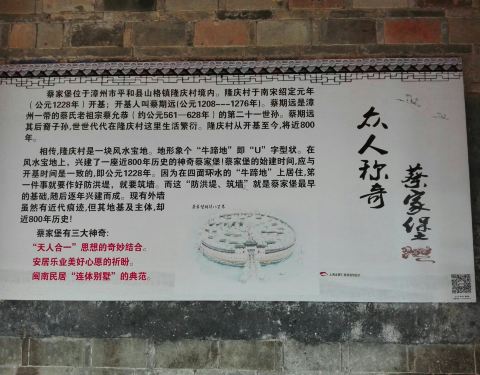 蔡家堡位于漳州市平和县山格镇隆庆村境内。隆庆村于南宋绍定元年
（公元1228年）开基；开基人叫蔡期远(公元1208---1276年)。蔡期远是漳
州一带的蔡氏老祖宗蔡允恭（约公元561—628年）的第二十一世孙。蔡期远
其后裔子孙,世世代代在隆庆村这里生活繁衍。隆庆村从开基至今,将近800
年。
相传,隆庆村是一块风水宝地。地形象个“牛蹄地”即“U”字型状。在
风水宝地上，兴建了一座近800年历史的神奇蔡家堡!蔡家堡的始建时间,应与
开基时间是一致的,即公元1228年。因为在四面环水的“牛蹄地”上居住,第
一件事就要作好防洪堤，就要筑墙。而这“防洪堤、筑墙”就是蔡家堡最早
的基础,随后逐年兴建而成。现有外墙
虽然有近代痕迹,但其地基及主体,却
近800年历史!
蔡家堡有三大神奇:
“天人合一”思想的奇妙结合。
安居乐业美好心愿的祈盼。
闽南民居“连体别墅”的典范。
众人称奇
蔡家堡